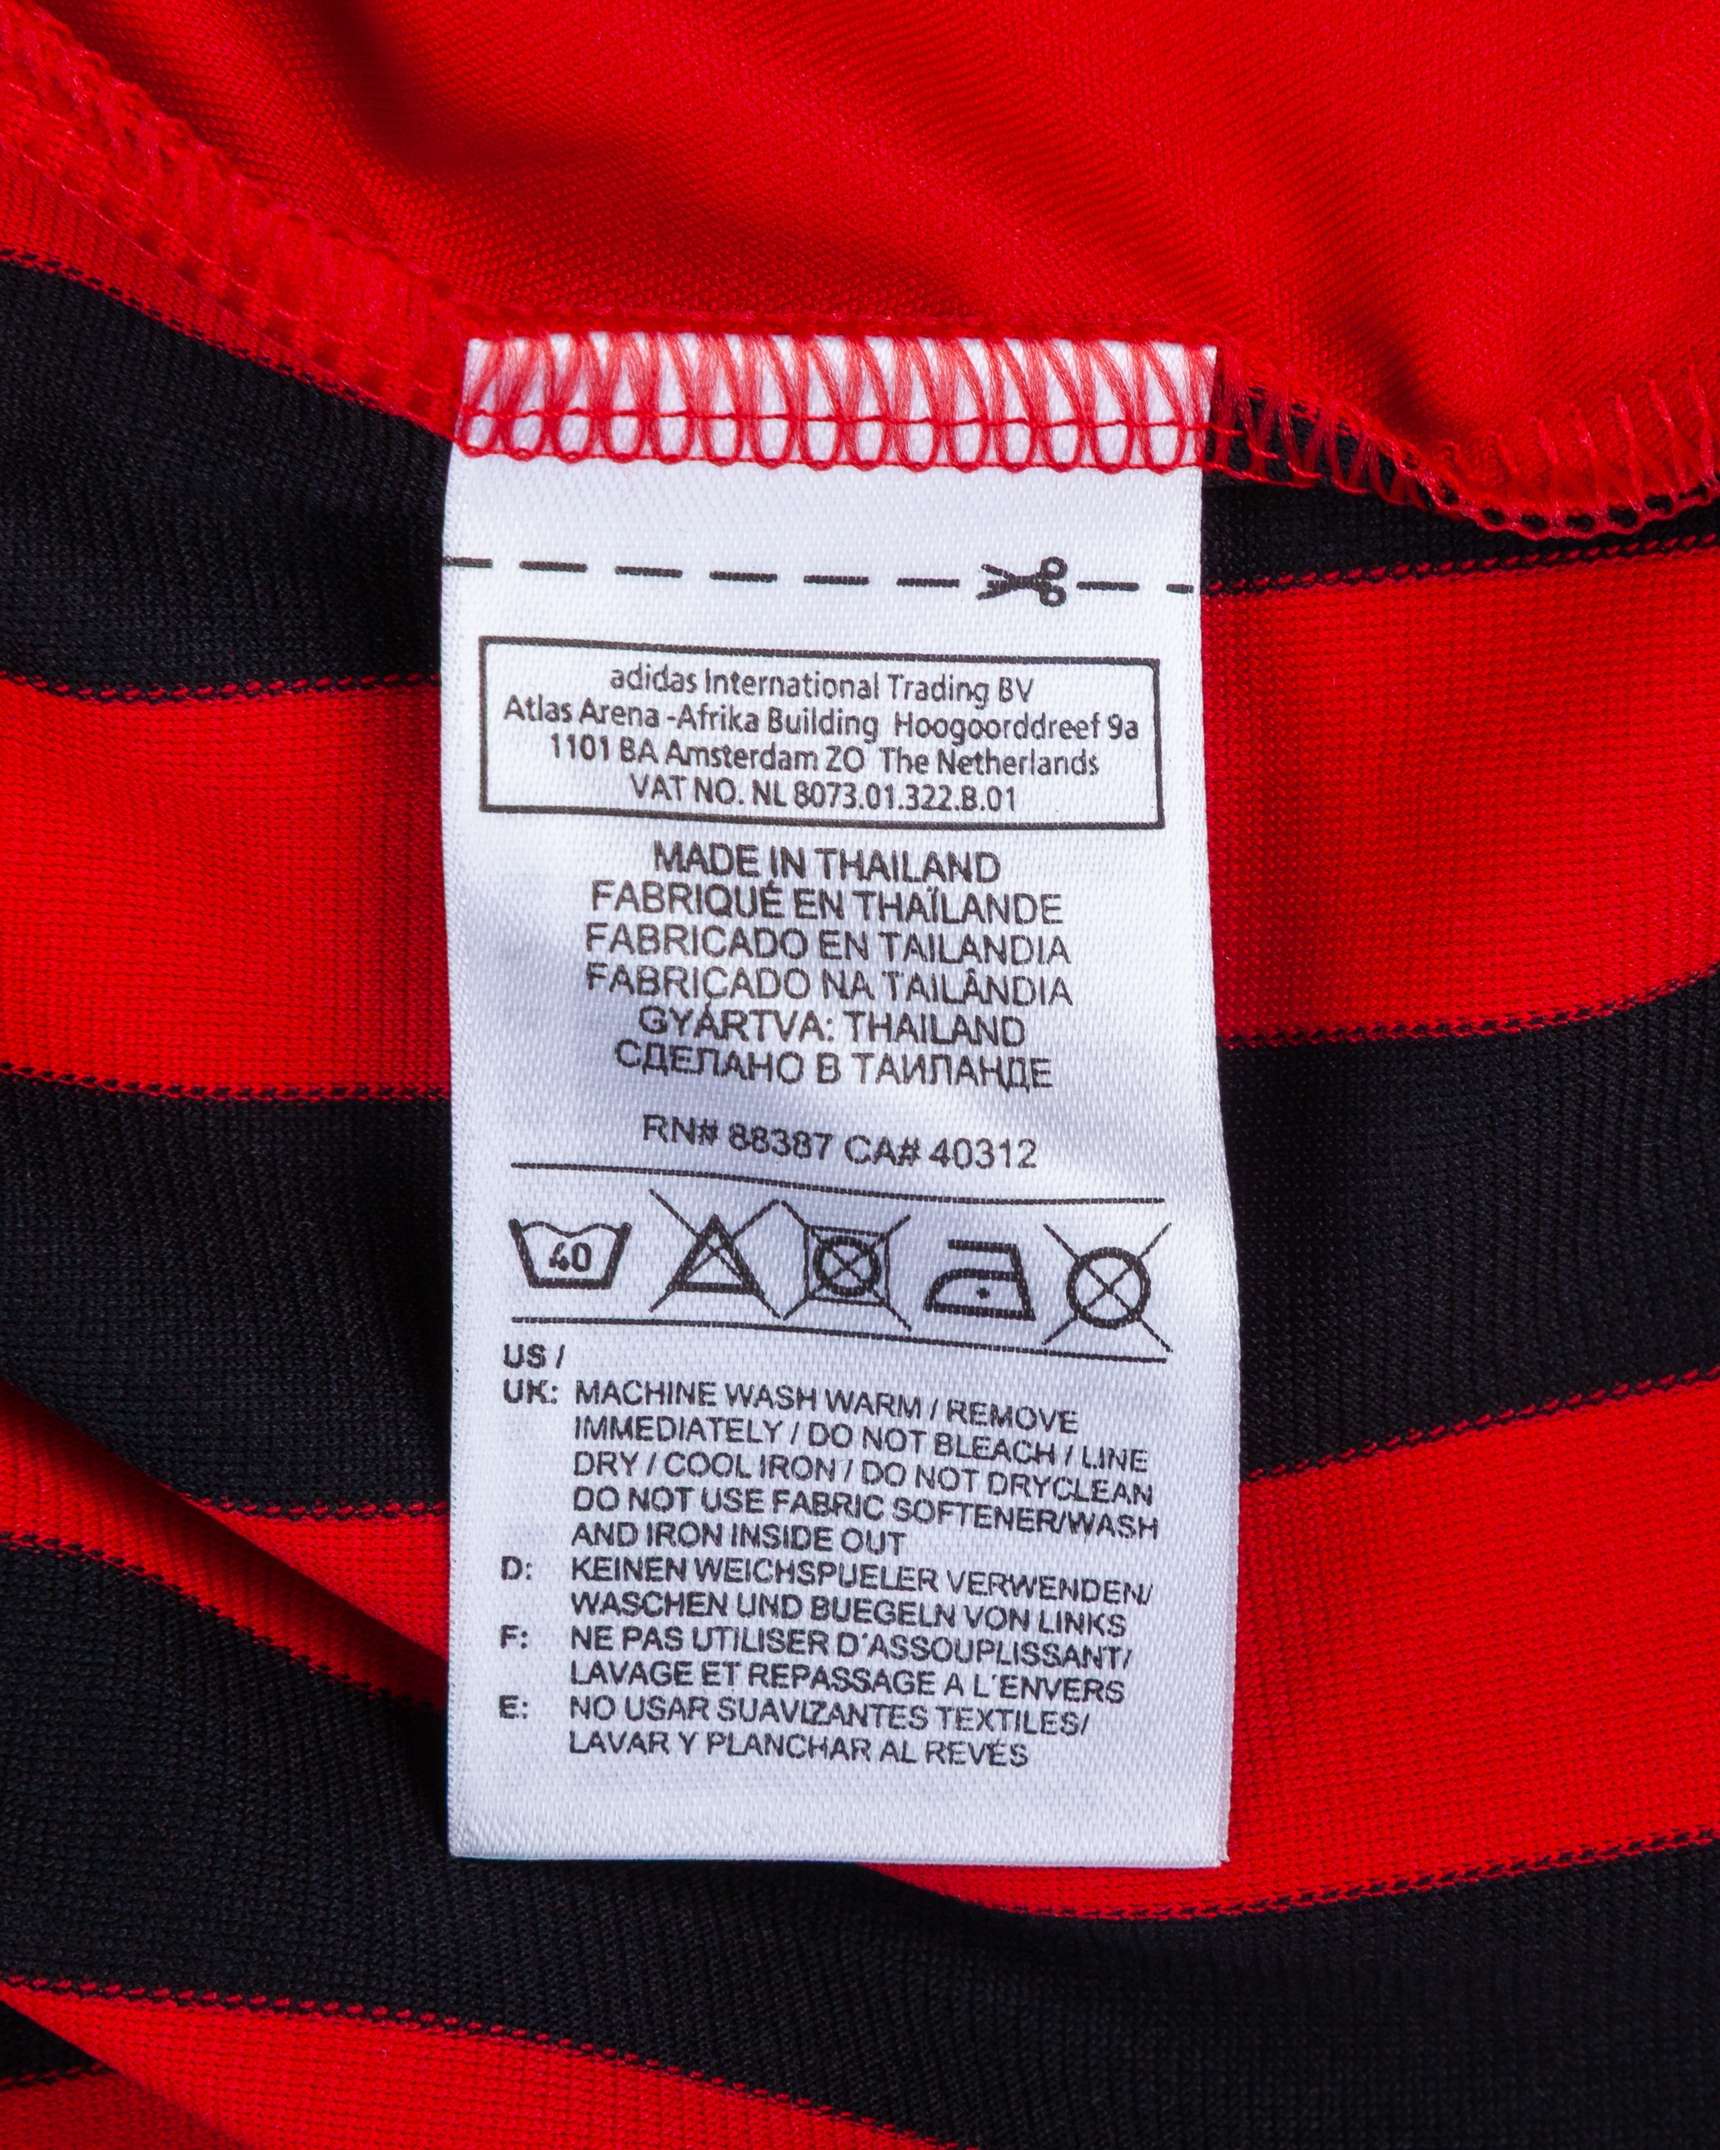 adidas International Trading BV
Atlas Arena -Afrika Building Hoogoorddreef 9a
1101 BA Amsterdam ZO The Netherlands
VAT NO. NL 8073.01.322.B.01
MADE IN THAILAND
FABRIQUÉ EN THAÏLANDE
FABRICADO EN TAILANDIA
FABRICADO NA TAILÂNDIA
GYÁRTVA: THAILAND
СДЕЛАНО В ТАИЛАНДЕ
RN# 88387 CA# 40312
40
US /
UK: MACHINE WASH WARM / REMOVE
IMMEDIATELY / DO NOT BLEACH / LINE
DRY / COOL IRON / DO NOT DRYCLEAN
DO NOT USE FABRIC SOFTENER/WASH
AND IRON INSIDE OUT
D: KEINEN WEICHSPUELER VERWENDEN/
WASCHEN UND BUEGELN VON LINKS
F: NE PAS UTILISER D'ASSOUPLISSANT/
LAVAGE ET REPASSAGE A L'ENVERS
E: NO USAR SUAVIZANTES TEXTILES/
LAVAR Y PLANCHAR AL REVÉS